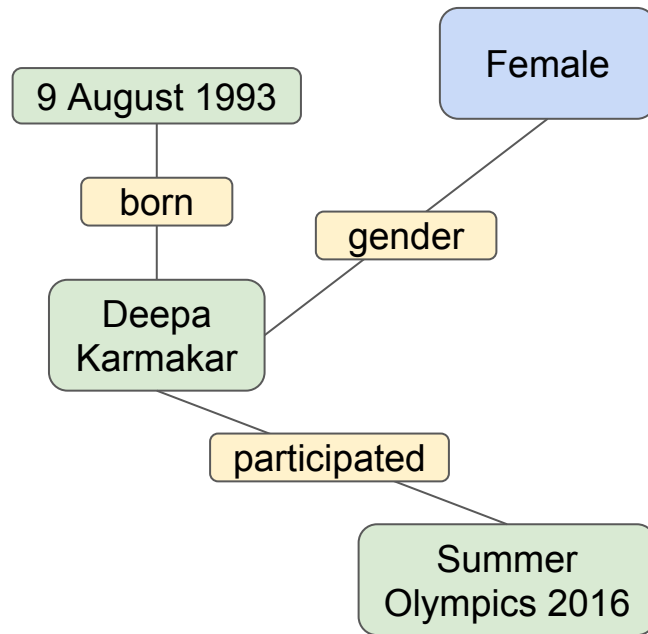 Female
9 August 1993
born
gender
Deepa
Karmakar
participated
Summer
Olympics 2016